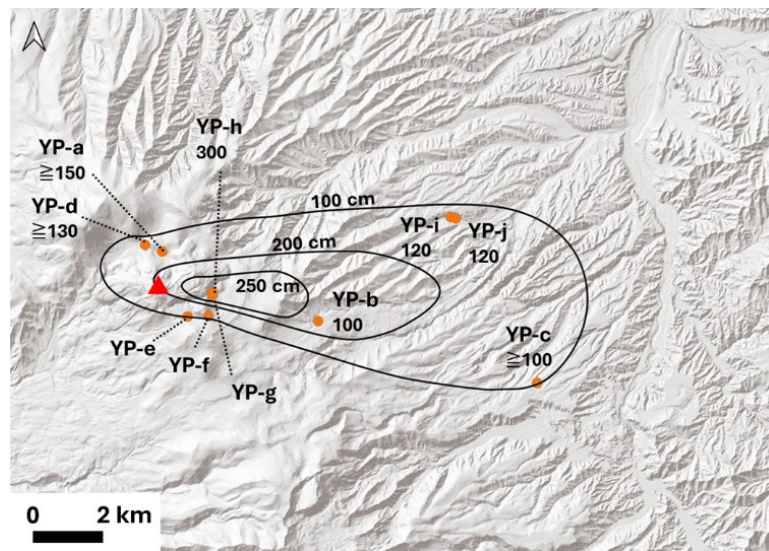 YP-h
300
YP-a
≧150
YP-d
≧130
100 cm
200 cm
250 cm
YP-i
120
YP-j
120
YP-b
100
YP-c
≧100
YP-e
YP-f
YP-g
0 2 km